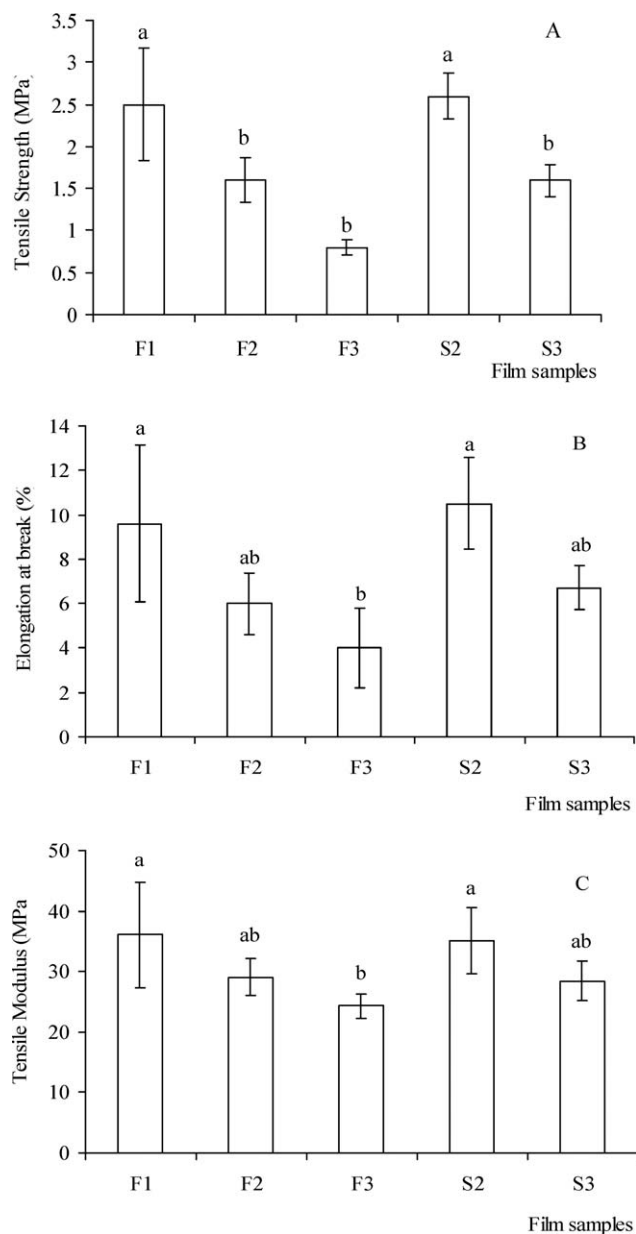 3.5
3
2.5
2
1.5
1
0.5
0
Tensile Strength (MPa)
a
b
b
a
b
A
F1 F2 F3 S2 S3
Film samples
14
12
10
8
6
4
2
0
Elongation at break (%
a
ab
b
a
ab
B
F1 F2 F3 S2 S3
Film samples
50
40
30
20
10
0
Tensile Modulus (MPa
a
ab
b
a
ab
C
F1 F2 F3 S2 S3
Film samples